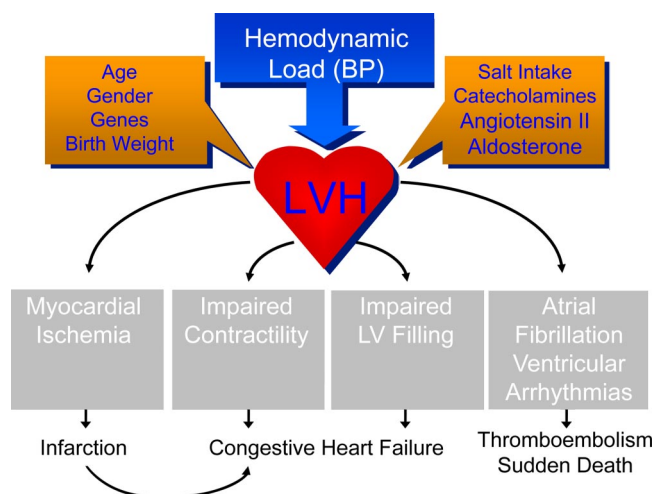 Hemodynamic
Load (BP)
Age
Gender
Genes
Birth Weight
Salt Intake
Catecholamines
Angiotensin II
Aldosterone
LVH
Myocardial
Ischemia
Impaired
Contractility
Impaired
LV Filling
Atrial
Fibrillation
Ventricular
Arrhythmias
Infarction
Congestive Heart Failure
Thromboembolism
Sudden Death